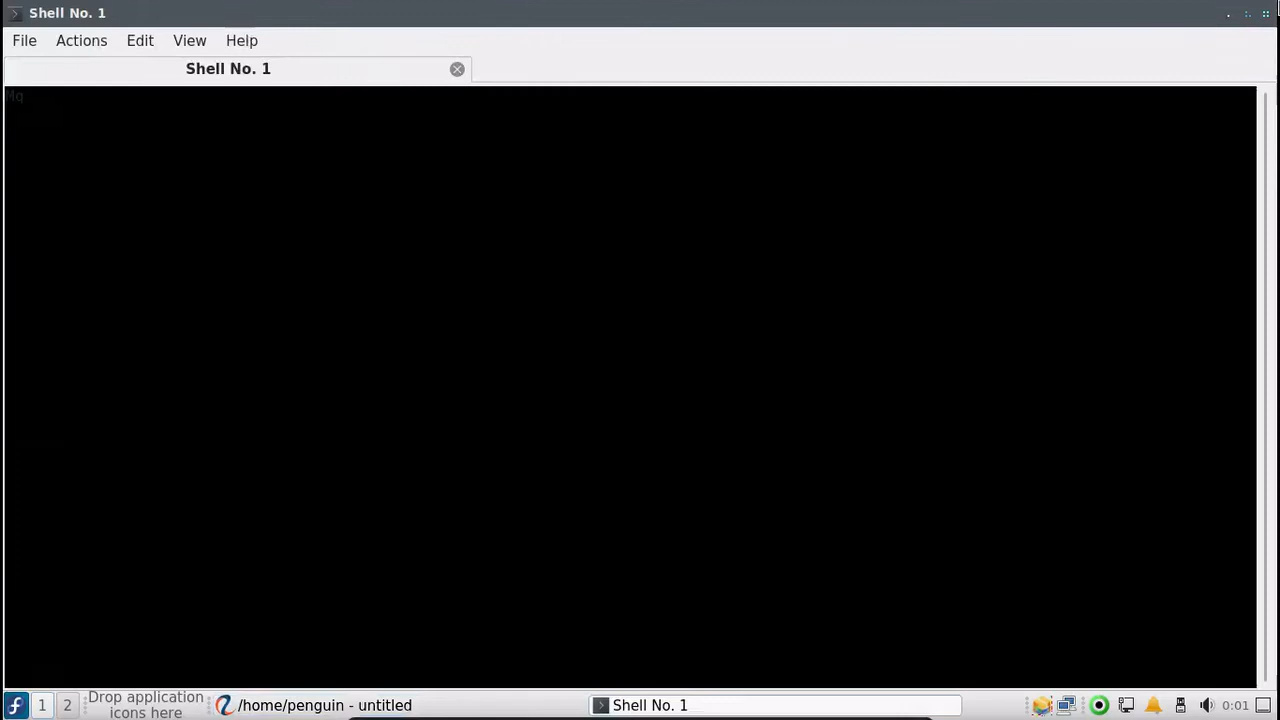 Shell No. 1
File Actions Edit View Help
Shell No. 1
Mq
1 2 Drop application icons here /home/penguin - untitled Shell No. 1 0:01